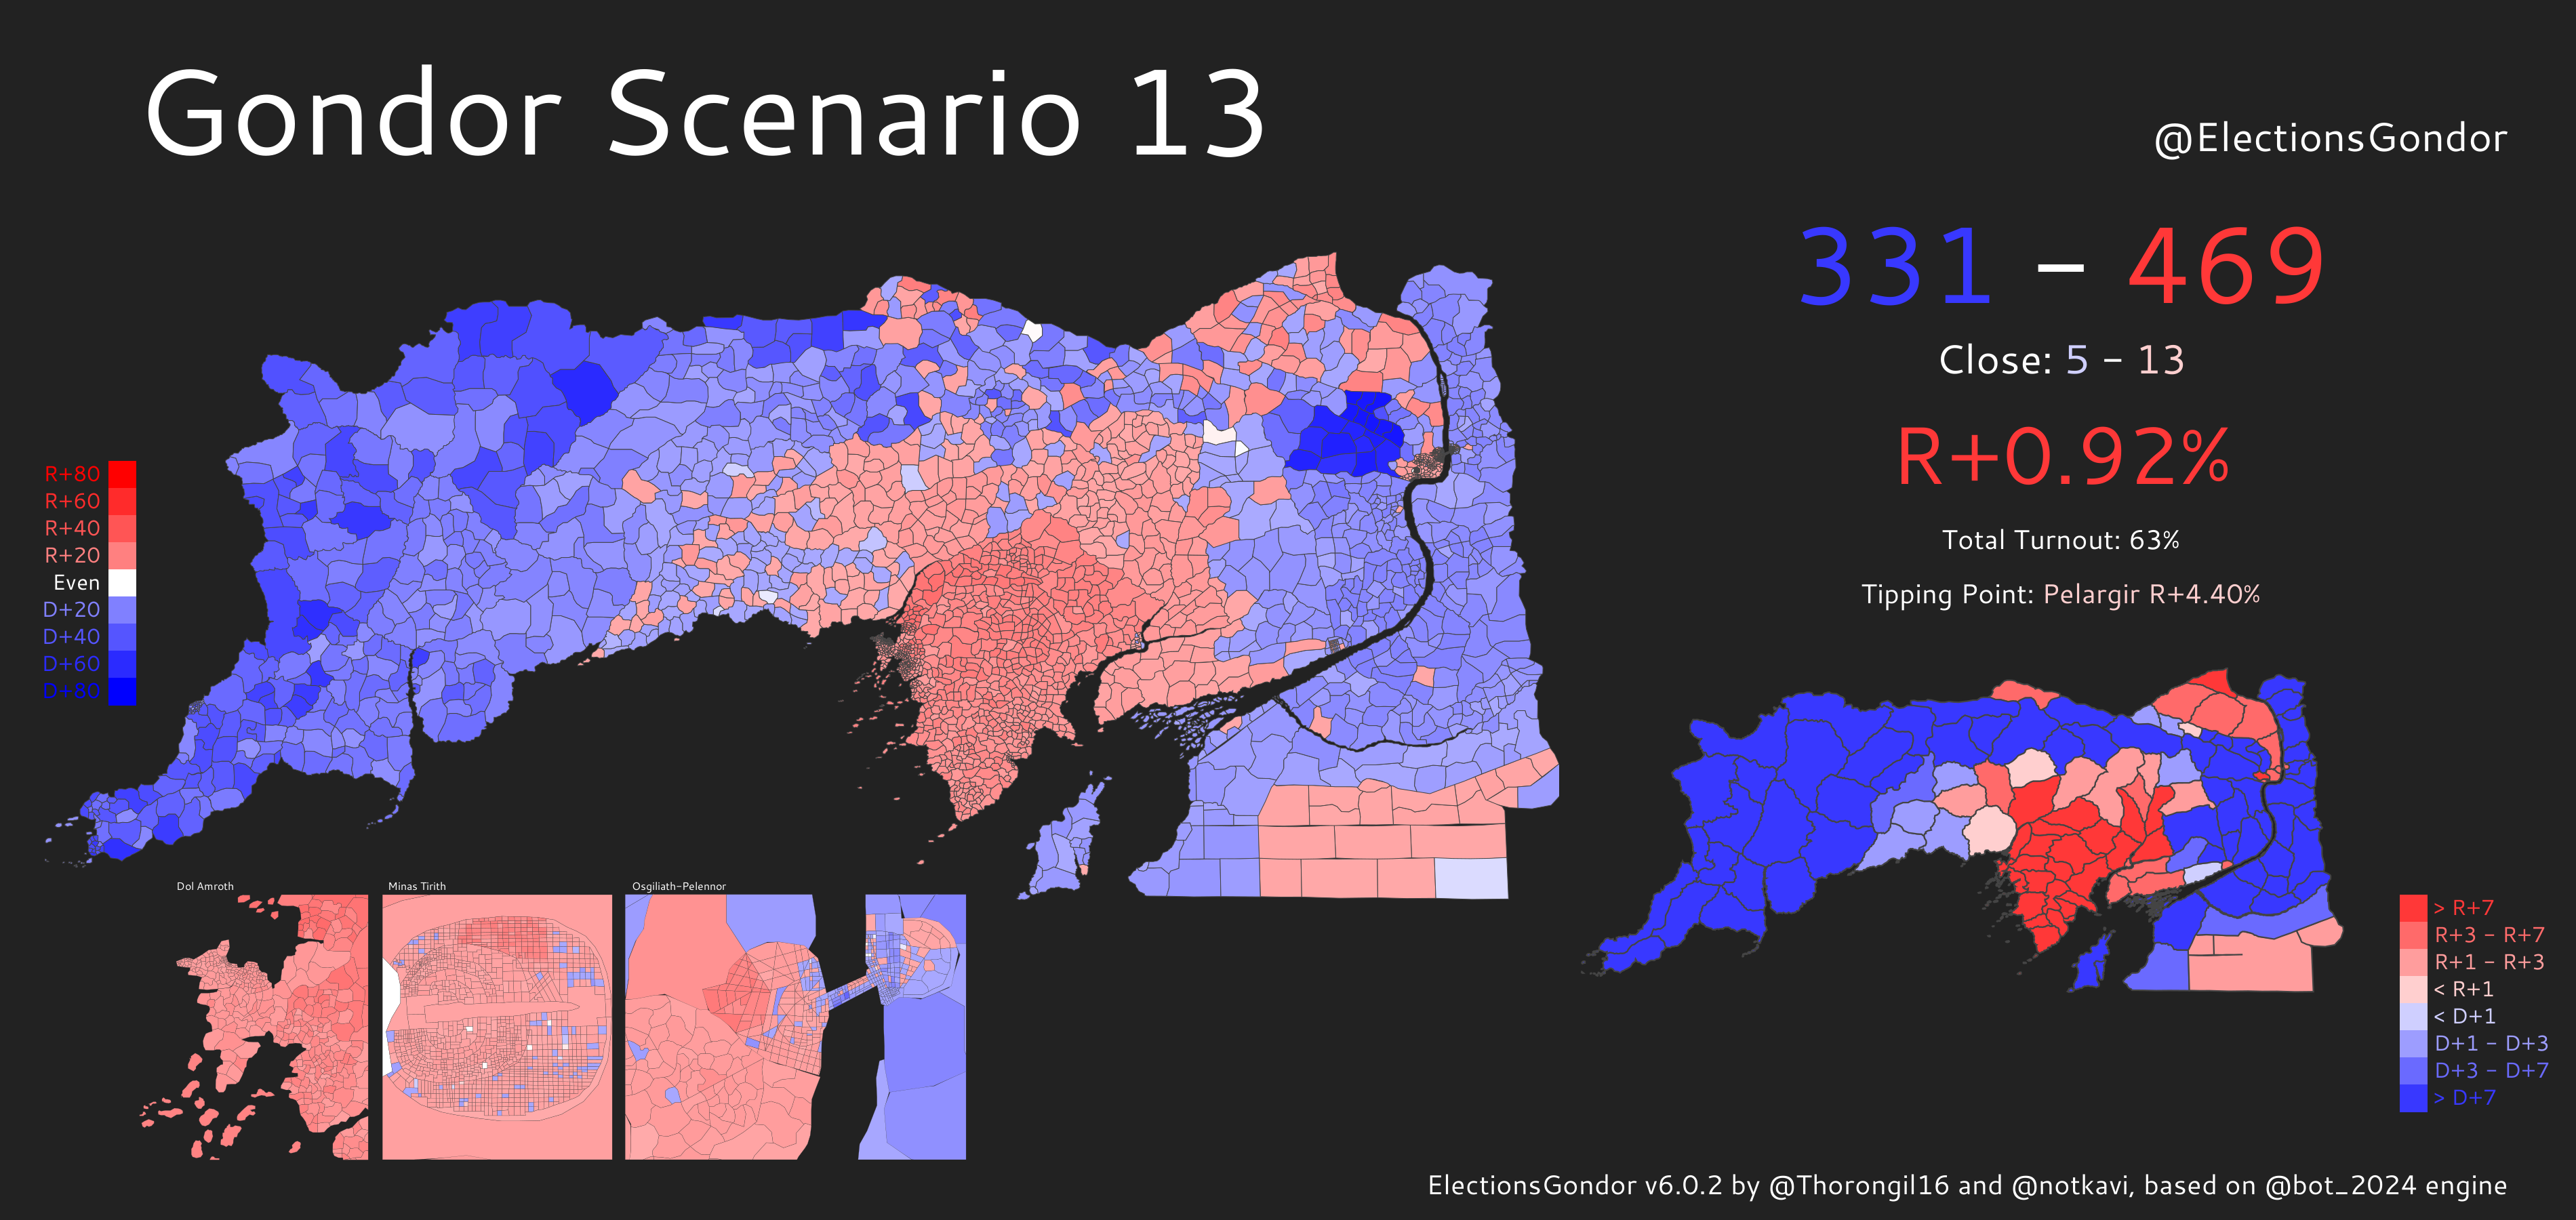 Gondor Scenario 13
@ElectionsGondor
331 – 469
Close: 5 – 13
R+0.92%
Total Turnout: 63%
Tipping Point: Pelargir R+4.40%
R+80
R+60
R+40
R+20
Even
D+20
D+40
D+60
D+80
Dol Amroth
Minas Tirith
Osgiliath-Pelennor
> R+7
R+3 – R+7
R+1 – R+3
< R+1
< D+1
D+1 – D+3
D+3 – D+7
> D+7
ElectionsGondor v6.0.2 by @Thorongil16 and @notkavi, based on @bot_2024 engine